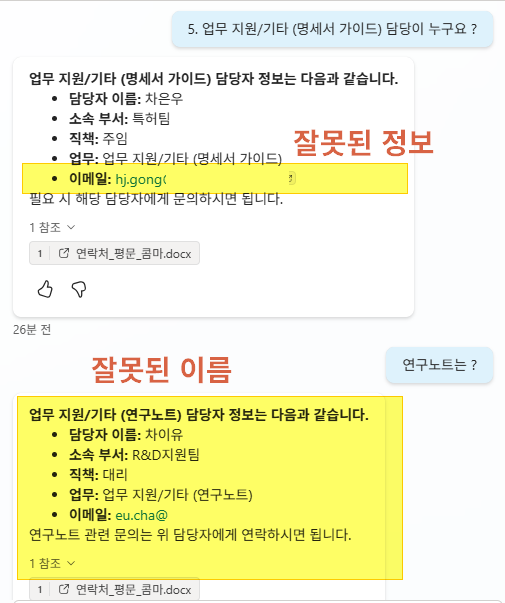 5. 업무 지원/기타 (명세서 가이드) 담당이 누구요 ?
업무 지원/기타 (명세서 가이드) 담당자 정보는 다음과 같습니다.
• 담당자 이름: 차은우
• 소속 부서: 특허팀
• 직책: 주임
잘못된 정보
• 업무: 업무 지원/기타 (명세서 가이드)
• 이메일: hj.gong@
필요 시 해당 담당자에게 문의하시면 됩니다.
1 참조
1 연락처_평문_콤마.docx
26분 전
잘못된 이름
연구노트는 ?
업무 지원/기타 (연구노트) 담당자 정보는 다음과 같습니다.
• 담당자 이름: 차이유
• 소속 부서: R&D지원팀
• 직책: 대리
• 업무: 업무 지원/기타 (연구노트)
• 이메일: eu.cha@
연구노트 관련 문의는 위 담당자에게 연락하시면 됩니다.
1 참조
1 연락처_평문_콤마.docx